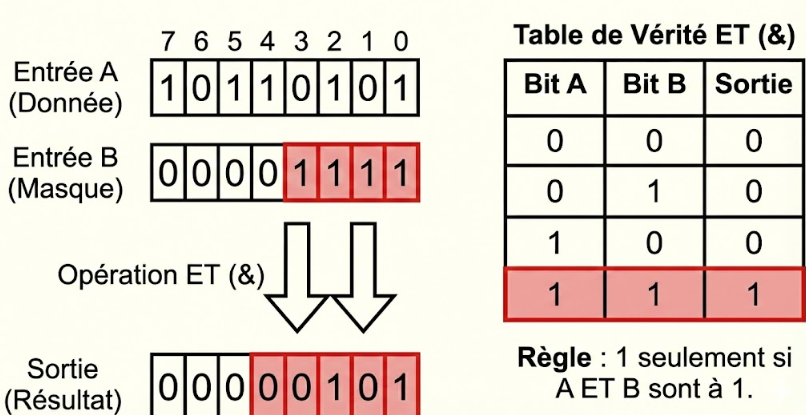 7 6 5 4 3 2 1 0
Entrée A
(Donnée)
1 0 1 1 0 1 0 1
Entrée B
(Masque)
0 0 0 0 1 1 1 1
Opération ET (&)
Sortie
(Résultat)
0 0 0 0 0 1 0 1
Table de Vérité ET (&)
Bit A Bit B Sortie
0 0 0
0 1 0
1 0 0
1 1 1
Règle : 1 seulement si
A ET B sont à 1.